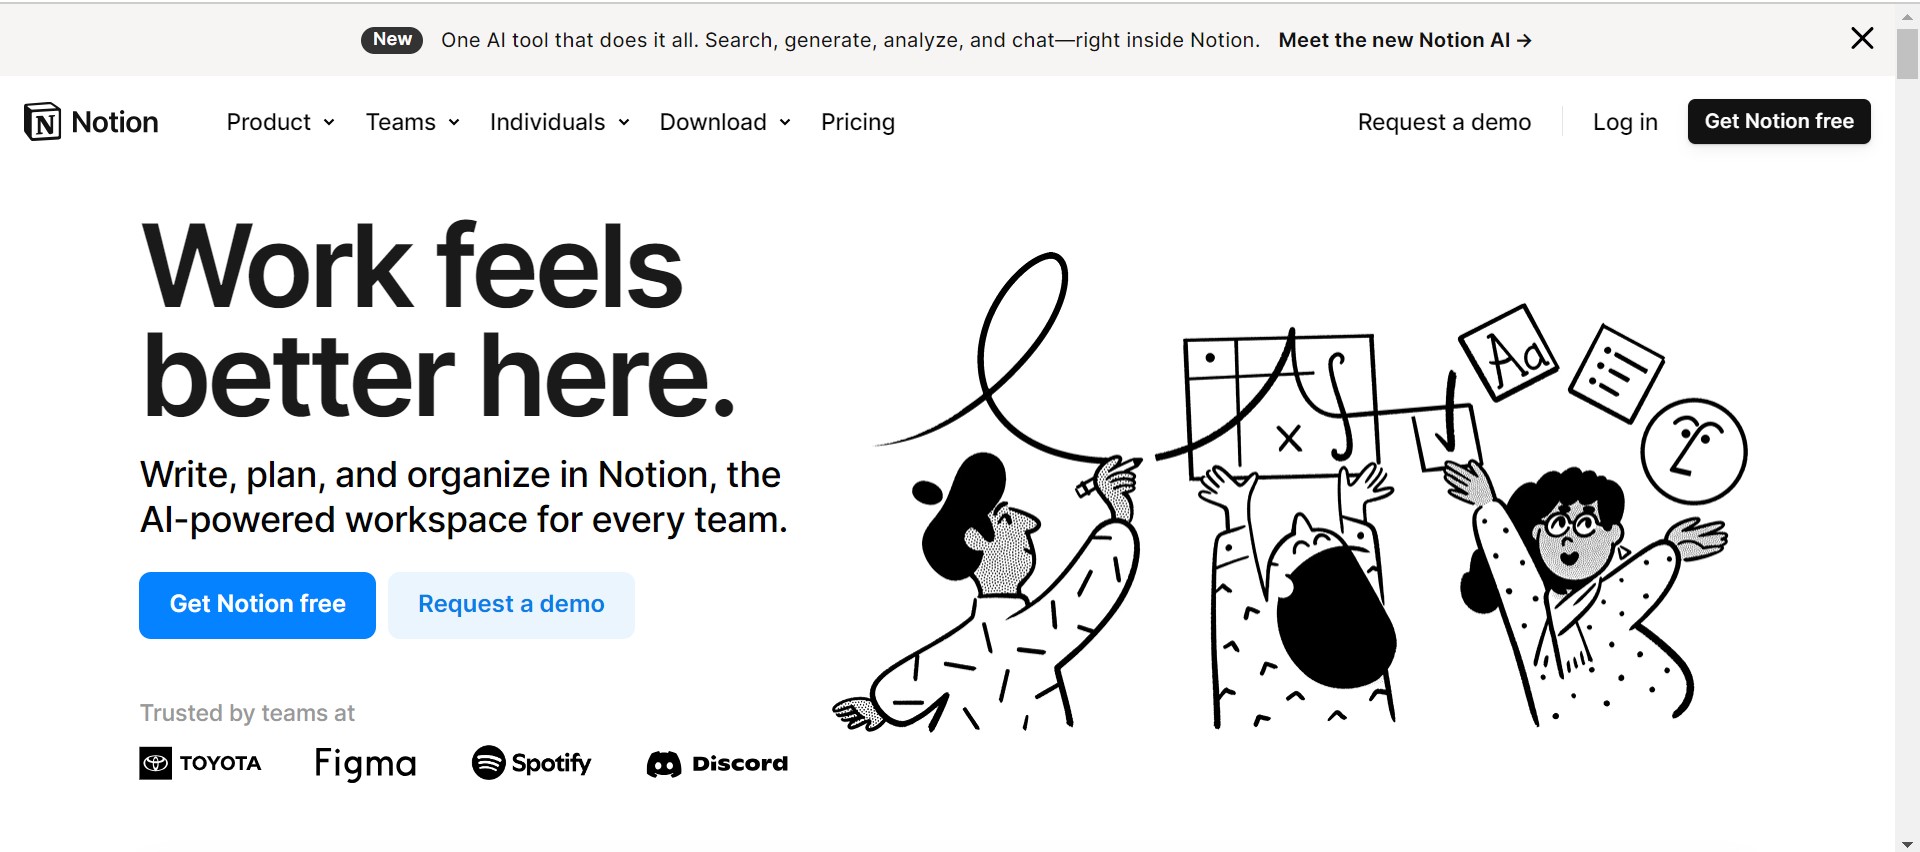 New One AI tool that does it all. Search, generate, analyze, and chat—right inside Notion. Meet the new Notion AI →
Notion Product Teams Individuals Download Pricing Request a demo Log in Get Notion free
Work feels
better here.
Aa
Write, plan, and organize in Notion, the
AI-powered workspace for every team.
Get Notion free Request a demo
Trusted by teams at
TOYOTA Figma Spotify Discord